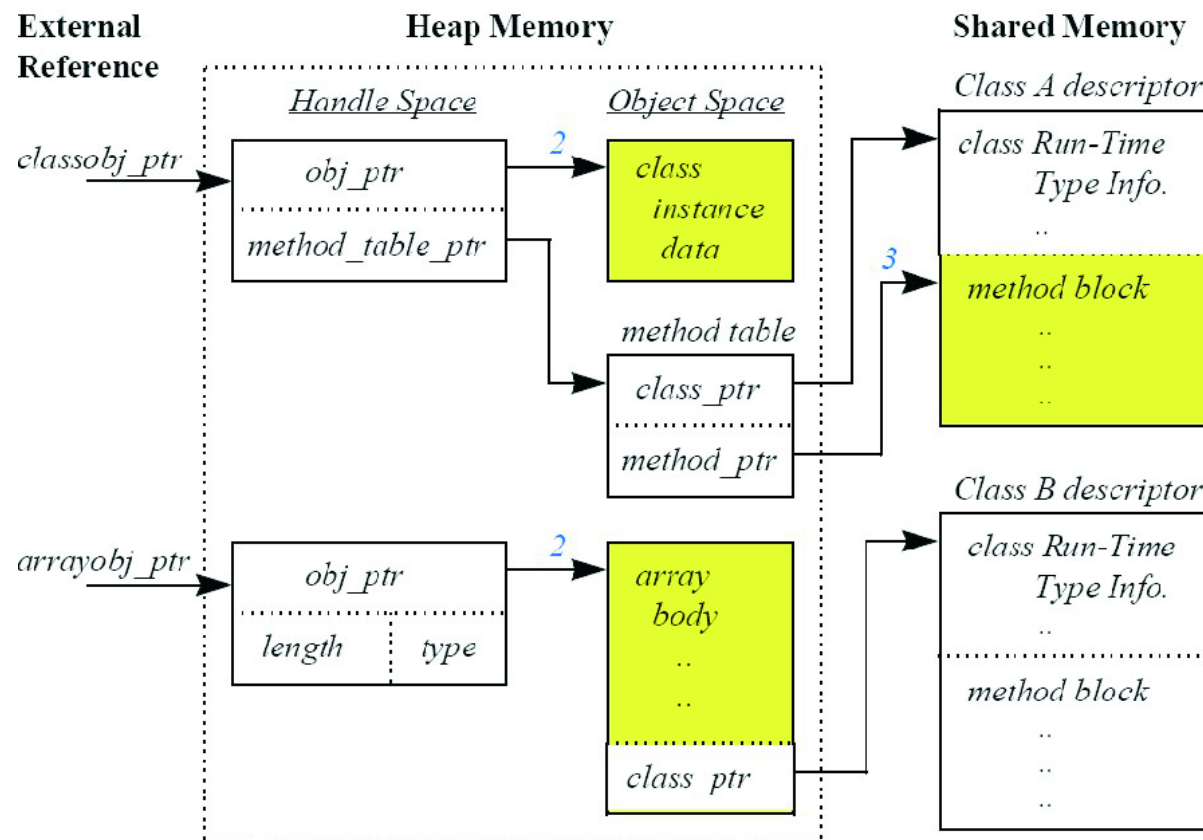 External
Reference
Heap Memory
Shared Memory
Handle Space
Object Space
Class A descriptor
classobj_ptr
obj_ptr
method_table_ptr
2
class
instance
data
class Run-Time
Type Info.
..
3
method block
..
..
..
method table
class_ptr
method_ptr
Class B descriptor
arrayobj_ptr
obj_ptr
length
type
2
array
body
..
..
class ptr
class Run-Time
Type Info.
..
method block
..
..
..